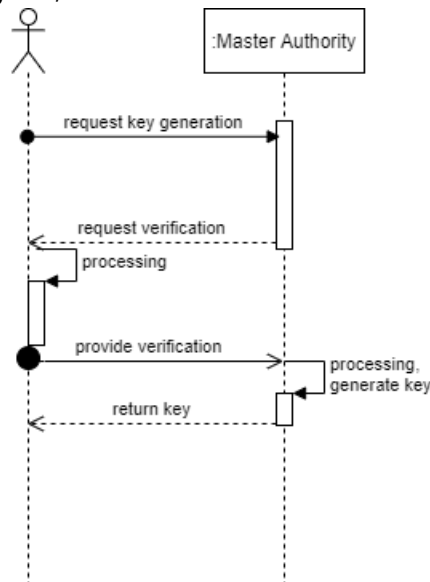 :Master Authority
request key generation
request verification
processing
provide verification
processing,
generate key
return key